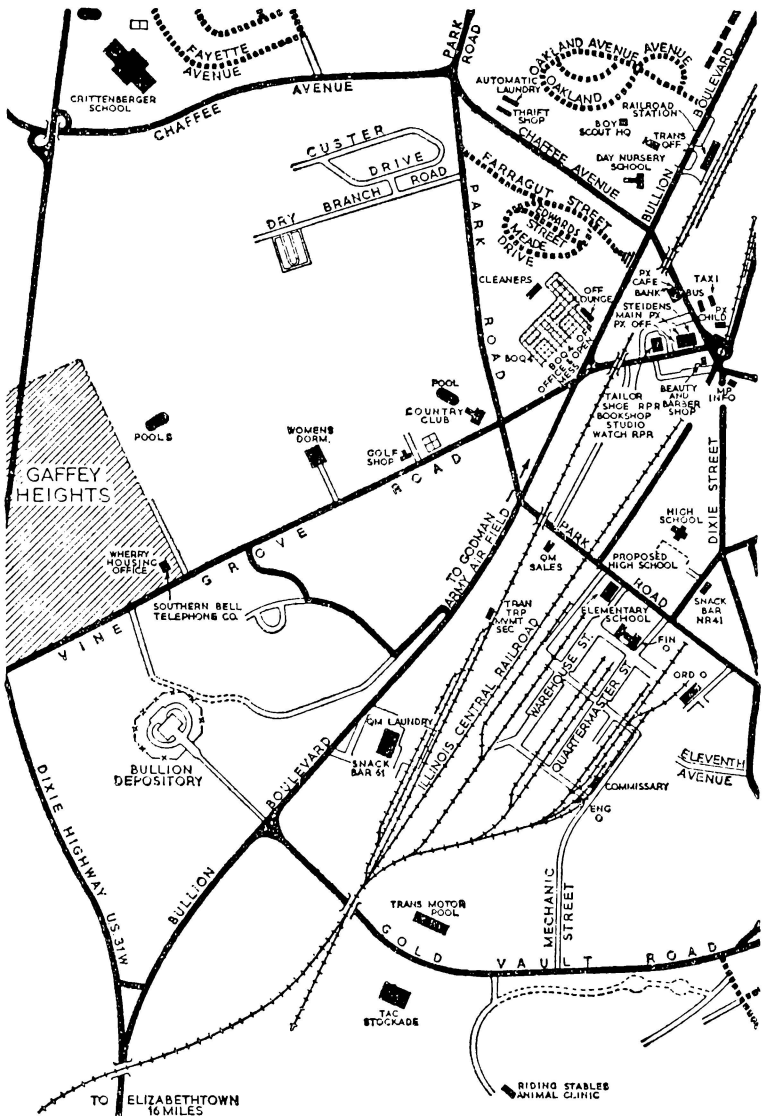 FAYETTE
AVENUE
CRITTENBERGER
SCHOOL
CHAFFEE
AVENUE
PARK
ROAD
OAKLAND AVENUE
AVENUE
OAKLAND
AUTOMATIC
LAUNDRY
THRIFT
SHOP
BOY
SCOUT HQ
RAILROAD
STATION
TRANS
OFF
DAY NURSERY
SCHOOL
BULLION
BOULEVARD
CHAFFEE AVENUE
CUSTER
DRIVE
DRY
BRANCH
ROAD
PARK
ROAD
FARRAGUT STREET
EDWARDS
STREET
MEADE
DRIVE
CLEANERS
OFF
LOUNGE
BOQ4
BOQ4 OF
OFFICERS OPEN
MESS
PX
CAFE
BANK
BUS
TAXI
STEIDENS
MAIN PX
PX OFF
PX
CHILD
TAILOR
SHOE RPR
BOOKSHOP
STUDIO
WATCH RPR
BEAUTY
AND
BARBER
SHOP
MP
INFO
POOL
COUNTRY
CLUB
POOLS
WOMENS
DORM.
GOLF
SHOP
GAFFEY
HEIGHTS
WHERRY
HOUSING
OFFICE
SOUTHERN BELL
TELEPHONE CO.
VINE GROVE ROAD
TO GODMAN
ARMY AIR FIELD
PARK
ROAD
QM
SALES
HIGH
SCHOOL
DIXIE STREET
PROPOSED
HIGH SCHOOL
TRAN
TRP
MVMT
SEC
ELEMENTARY
SCHOOL
FIN
O
SNACK
BAR
NR41
ORD O
ILLINOIS CENTRAL RAILROAD
WAREHOUSE ST.
QUARTERMASTER ST.
ELEVENTH
AVENUE
BULLION
DEPOSITORY
QM LAUNDRY
SNACK
BAR 61
COMMISSARY
ENG
O
BULLION
BOULEVARD
DIXIE HIGHWAY US. 31W
TRANS MOTOR
POOL
MECHANIC
STREET
GOLD VAULT ROAD
TAC
STOCKADE
RIDING STABLES
ANIMAL CLINIC
TO ELIZABETHTOWN
16 MILES